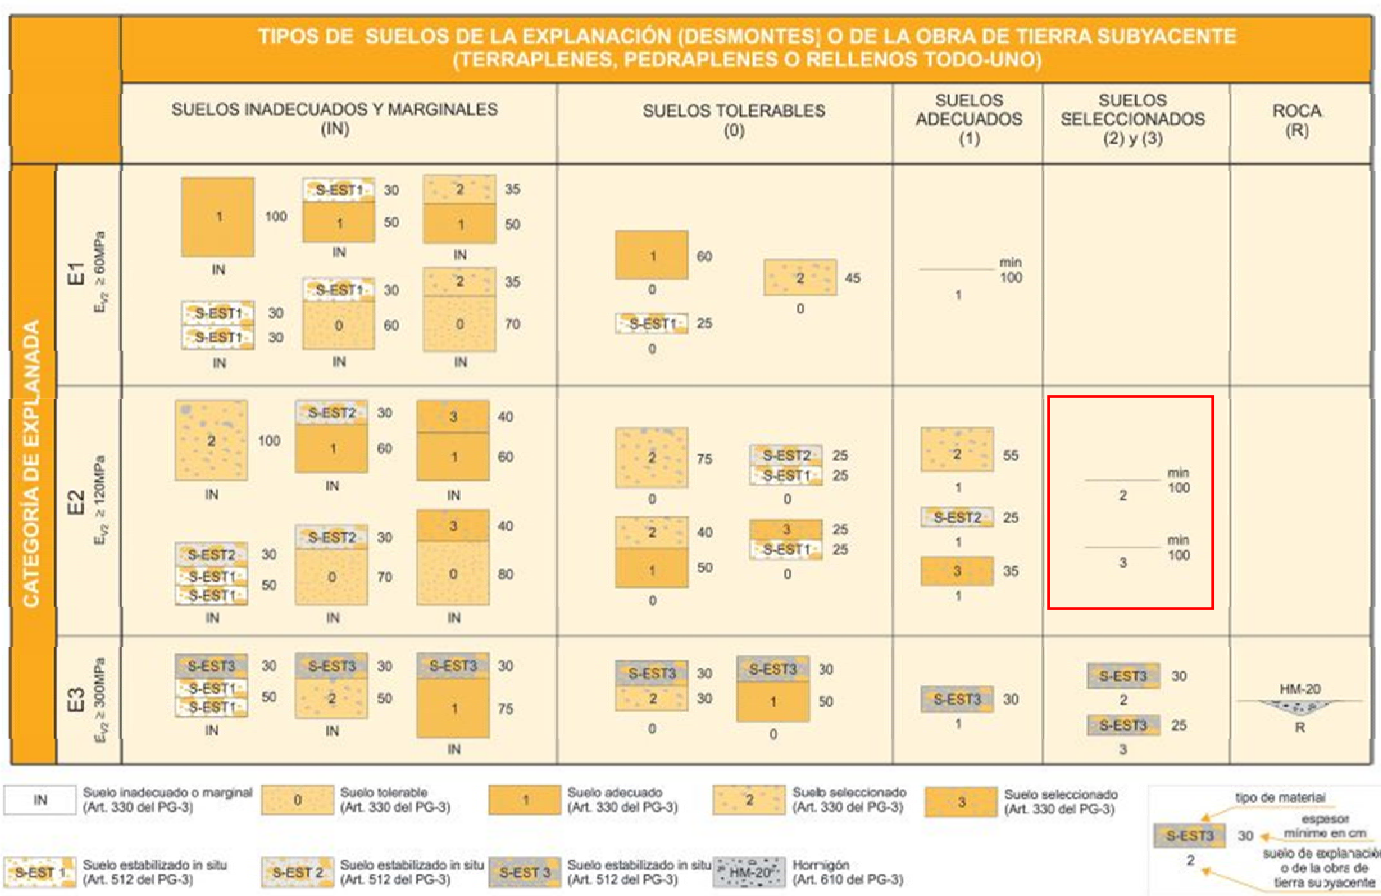 TIPOS DE SUELOS DE LA EXPLANACIÓN (DESMONTES) O DE LA OBRA DE TIERRA SUBYACENTE
(TERRAPLENES, PEDRAPLENES O RELLENOS TODO-UNO)
SUELOS INADECUADOS Y MARGINALES
(IN)
SUELOS TOLERABLES
(0)
SUELOS
ADECUADOS
(1)
SUELOS
SELECCIONADOS
(2) y (3)
ROCA
(R)
CATEGORÍA DE EXPLANADA
E1
EV2 ≥ 60MPa
1 100
IN
S-EST1 30
1 50
IN
2 35
1 50
IN
S-EST1 30
S-EST1 30
IN
S-EST1 30
0 60
IN
2 35
0 70
IN
1 60
0
2 45
0
S-EST1 25
0
min
100
1
E2
EV2 ≥ 120MPa
2 100
IN
S-EST2 30
1 60
IN
3 40
1 60
IN
S-EST2 30
S-EST1 50
S-EST1
IN
S-EST2 30
0 70
IN
3 40
0 80
IN
2 75
0
S-EST2 25
S-EST1 25
0
2 40
1 50
0
3 25
S-EST1 25
0
2 55
1
S-EST2 25
1
3 35
1
min
100
2
min
100
3
E3
EV2 ≥ 300MPa
S-EST3 30
S-EST1 50
S-EST1
IN
S-EST3 30
2 50
IN
S-EST3 30
1 75
IN
S-EST3 30
2 30
0
S-EST3 30
1 50
0
S-EST3 30
1
S-EST3 30
2
S-EST3 25
3
HM-20
R
IN Suelo inadecuado o marginal
(Art. 330 del PG-3)
0 Suelo tolerable
(Art. 330 del PG-3)
1 Suelo adecuado
(Art. 330 del PG-3)
2 Suelo seleccionado
(Art. 330 del PG-3)
3 Suelo seleccionado
(Art. 330 del PG-3)
S-EST 1 Suelo estabilizado in situ
(Art. 512 del PG-3)
S-EST 2 Suelo estabilizado in situ
(Art. 512 del PG-3)
S-EST 3 Suelo estabilizado in situ
(Art. 512 del PG-3)
HM-20 Hormigón
(Art. 610 del PG-3)
tipo de material
S-EST3 30
espesor
mínimo en cm
2
suelo de explanación
o de la obra de
tierra subyacente